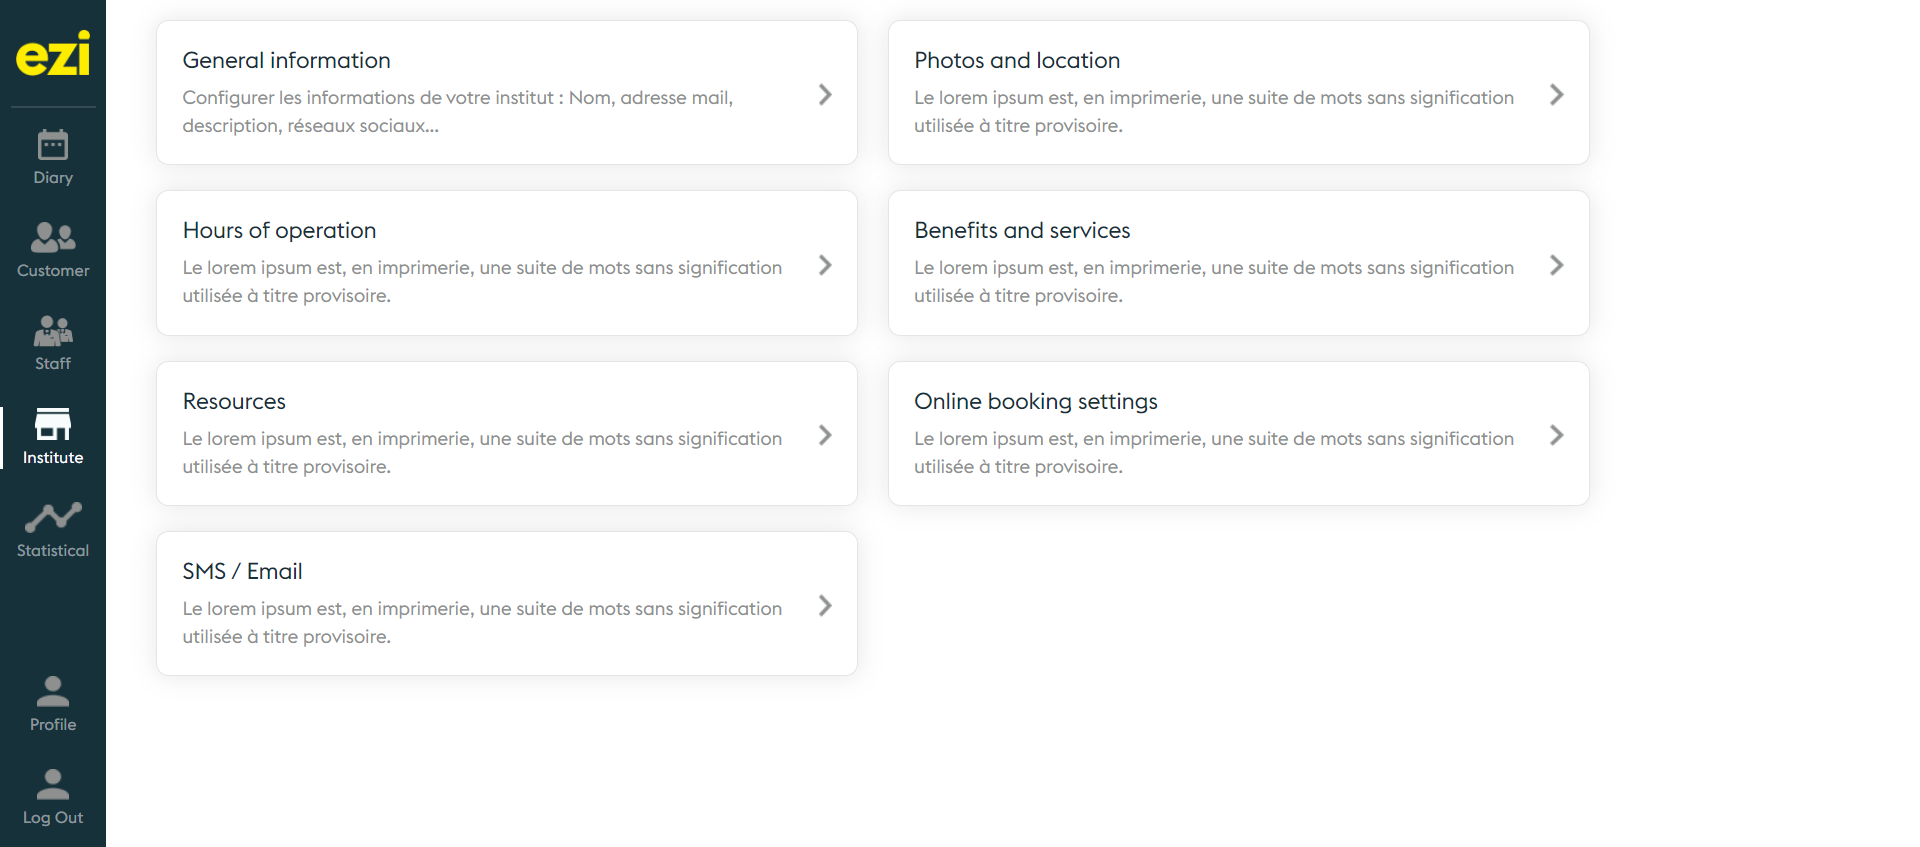 ezi
Diary
Customer
Staff
Institute
Statistical
Profile
Log Out
General information
Configurer les informations de votre institut : Nom, adresse mail,
description, réseaux sociaux...
Photos and location
Le lorem ipsum est, en imprimerie, une suite de mots sans signification
utilisée à titre provisoire.
Hours of operation
Le lorem ipsum est, en imprimerie, une suite de mots sans signification
utilisée à titre provisoire.
Benefits and services
Le lorem ipsum est, en imprimerie, une suite de mots sans signification
utilisée à titre provisoire.
Resources
Le lorem ipsum est, en imprimerie, une suite de mots sans signification
utilisée à titre provisoire.
Online booking settings
Le lorem ipsum est, en imprimerie, une suite de mots sans signification
utilisée à titre provisoire.
SMS / Email
Le lorem ipsum est, en imprimerie, une suite de mots sans signification
utilisée à titre provisoire.